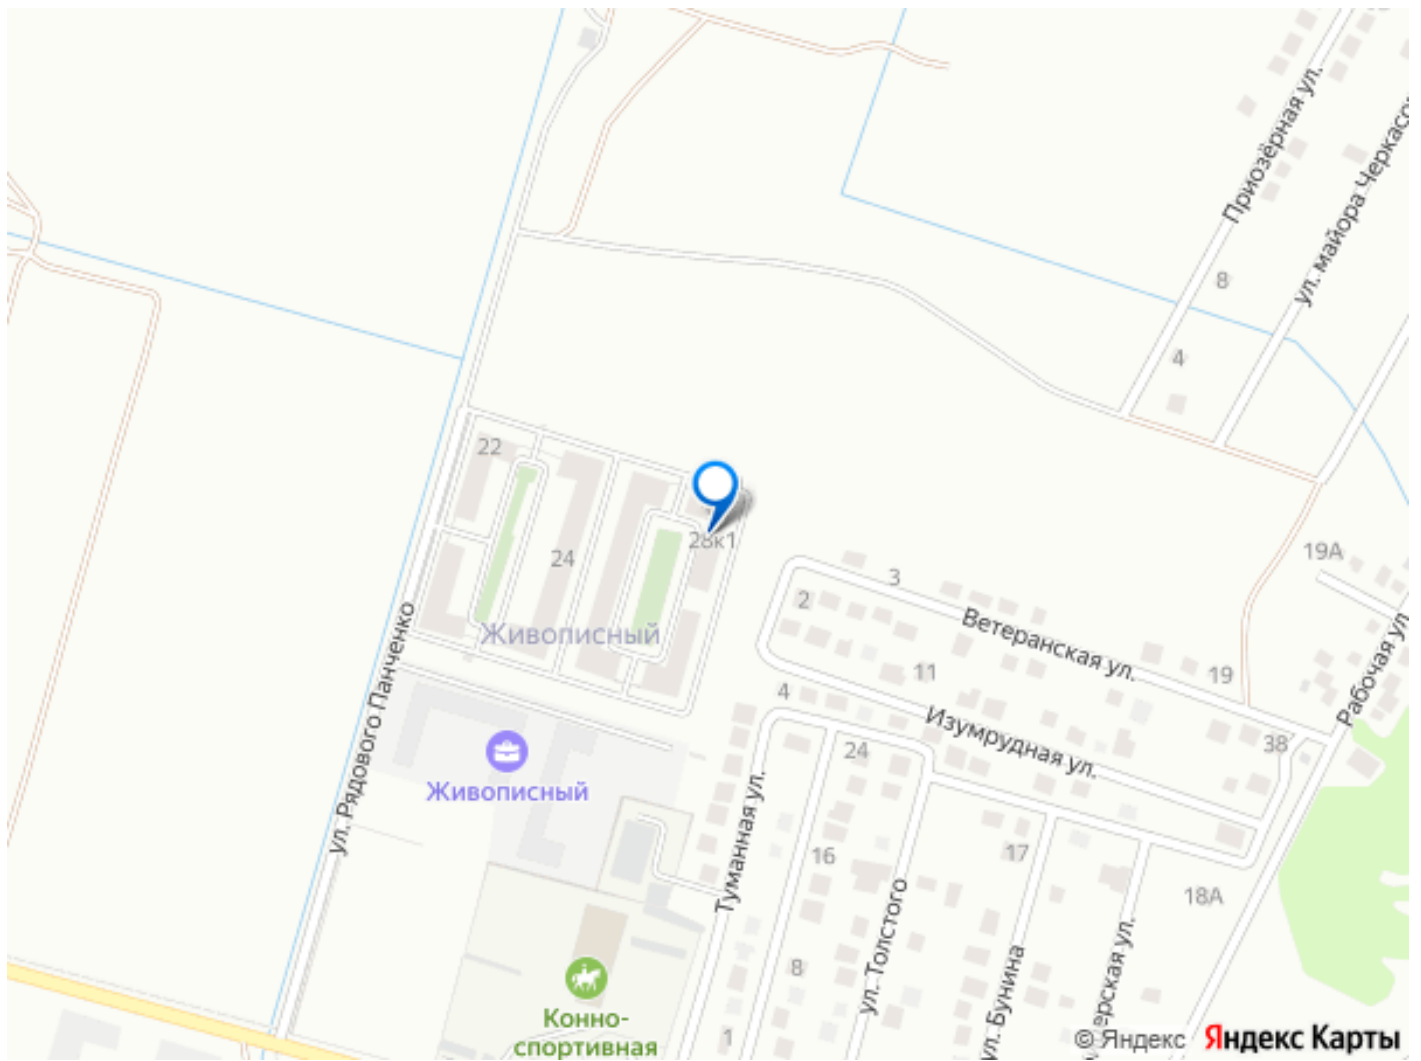 Приозёрная ул.
ул. майора Черкасс
8
4
22
28к1
24
Живописный
19А
3
2
Ветеранская ул.
11
19
4
Изумрудная ул.
38
Рабочая ул.
ул. Рядового Панченко
Живописный
24
Туманная ул.
16
17
18А
ул. Толстого
8
ул. Бунина
ерская ул.
1
Конно-
спортивная
© Яндекс Яндекс Карты